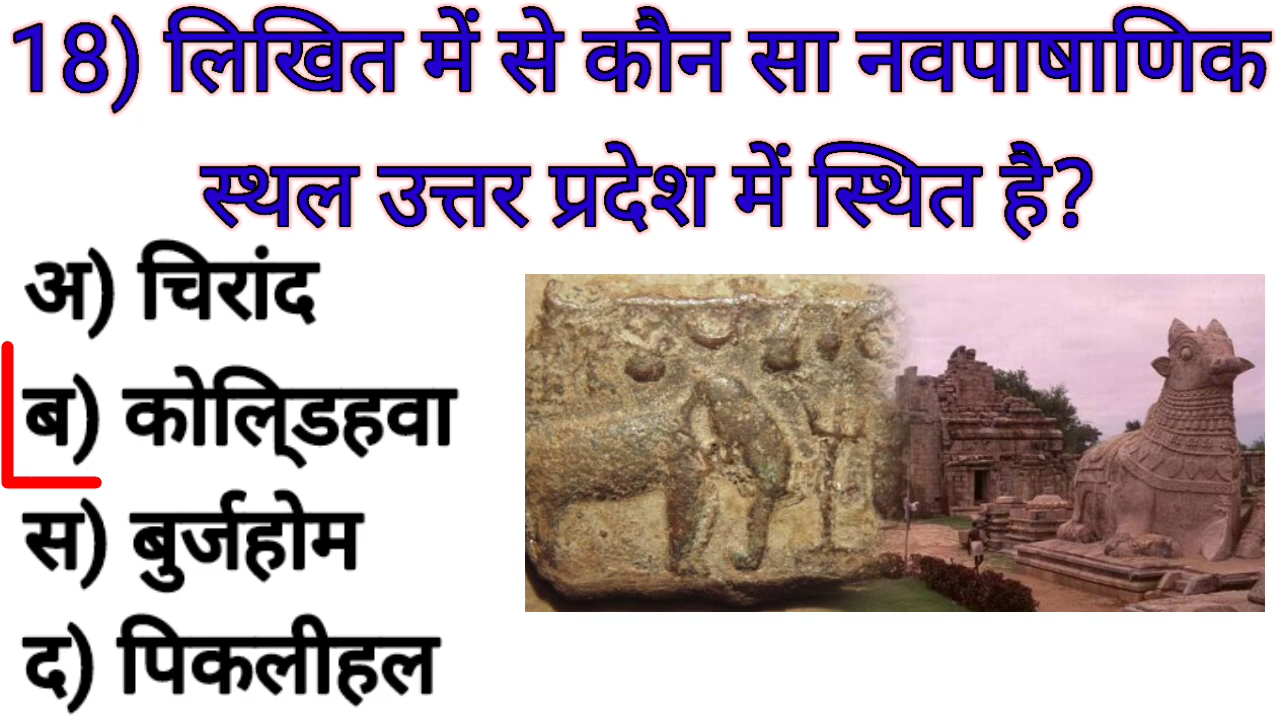 18) लिखित में से कौन सा नवपाषाणिक
स्थल उत्तर प्रदेश में स्थित है?
अ) चिरांद
ब) कोलि्डहवा
स) बुर्जहोम
द) पिकलीहल